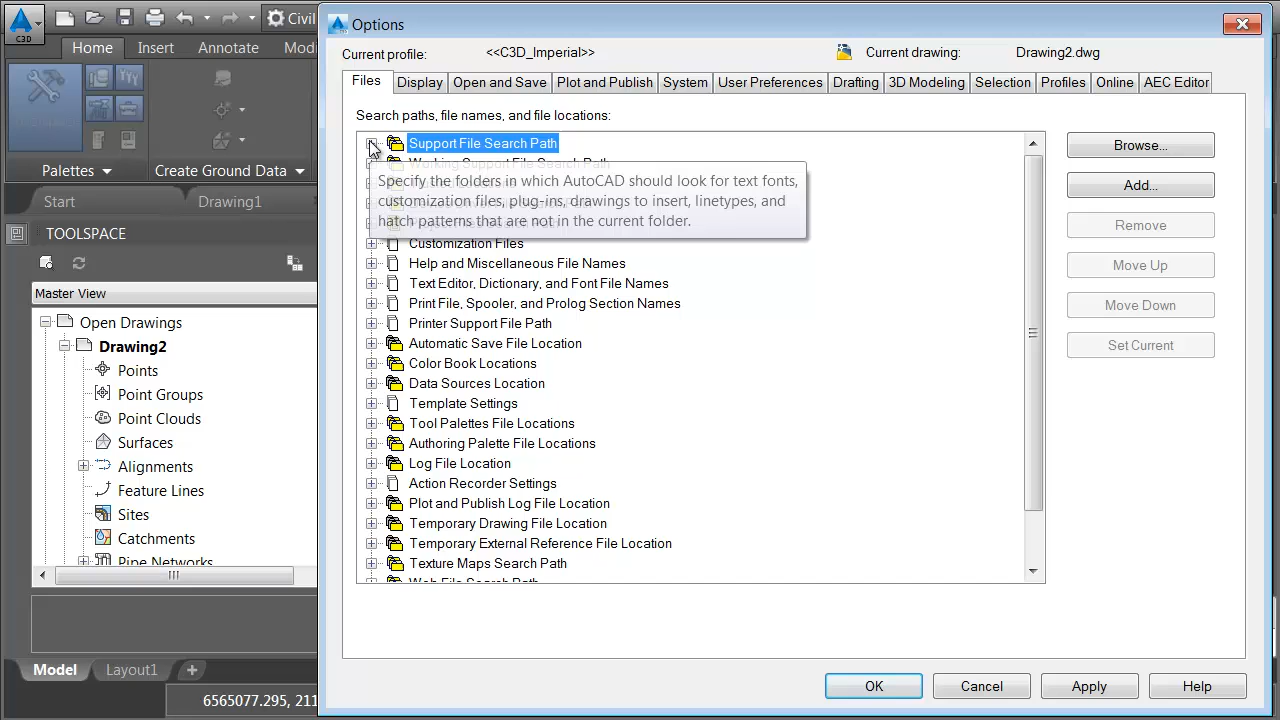 C3D
Civil
Options
Home Insert Annotate Modi
Palettes
Create Ground Data
Start
Drawing1
TOOLSPACE
Master View
Open Drawings
Drawing2
Points
Point Groups
Point Clouds
Surfaces
Alignments
Feature Lines
Sites
Catchments
Pipe Networks
Model
Layout1
6565077.295, 211
Current profile: <<C3D_Imperial>>
Current drawing: Drawing2.dwg
Files Display Open and Save Plot and Publish System User Preferences Drafting 3D Modeling Selection Profiles Online AEC Editor
Search paths, file names, and file locations:
Support File Search Path
Working Support File Search Path
Specify the folders in which AutoCAD should look for text fonts,
customization files, plug-ins, drawings to insert, linetypes, and
hatch patterns that are not in the current folder.
Customization Files
Help and Miscellaneous File Names
Text Editor, Dictionary, and Font File Names
Print File, Spooler, and Prolog Section Names
Printer Support File Path
Automatic Save File Location
Color Book Locations
Data Sources Location
Template Settings
Tool Palettes File Locations
Authoring Palette File Locations
Log File Location
Action Recorder Settings
Plot and Publish Log File Location
Temporary Drawing File Location
Temporary External Reference File Location
Texture Maps Search Path
Web File Search Path
Browse...
Add...
Remove
Move Up
Move Down
Set Current
OK
Cancel
Apply
Help